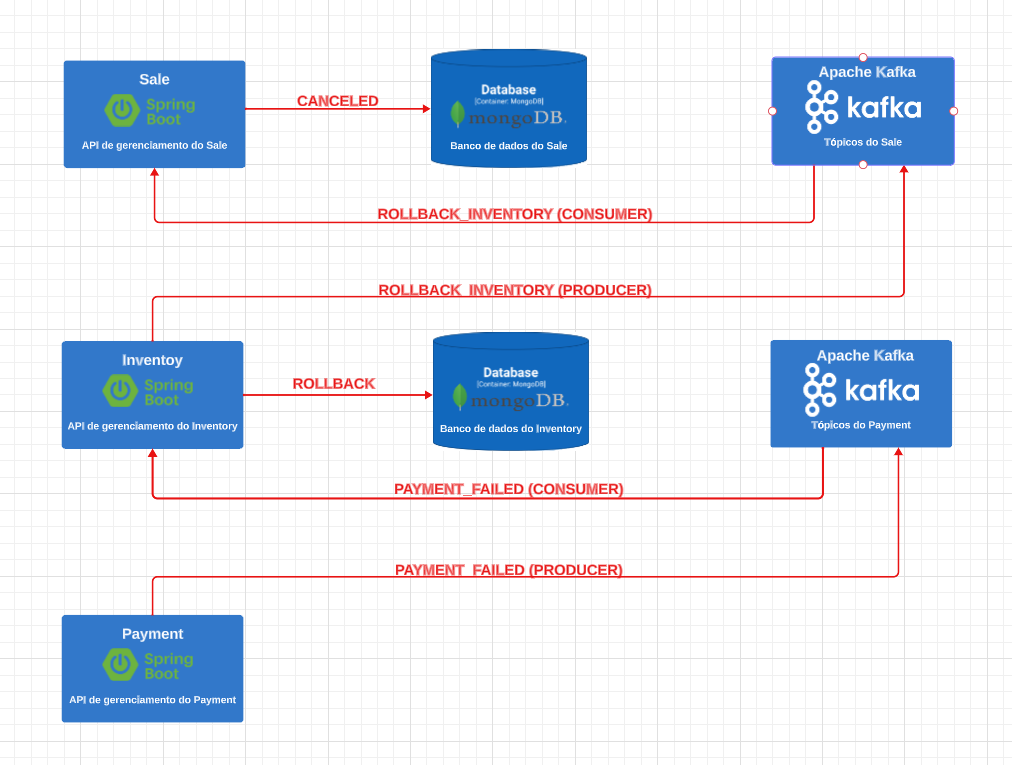 Sale
Spring
Boot
API de gerenciamento do Sale
CANCELED
Database
[Container: MongoDB]
mongoDB.
Banco de dados do Sale
Apache Kafka
kafka
Tópicos do Sale
ROLLBACK_INVENTORY (CONSUMER)
ROLLBACK_INVENTORY (PRODUCER)
Inventoy
Spring
Boot
API de gerenciamento do Inventory
ROLLBACK
Database
[Container: MongoDB]
mongoDB.
Banco de dados do Inventory
Apache Kafka
kafka
Tópicos do Payment
PAYMENT_FAILED (CONSUMER)
PAYMENT_FAILED (PRODUCER)
Payment
Spring
Boot
API de gerenciamento do Payment